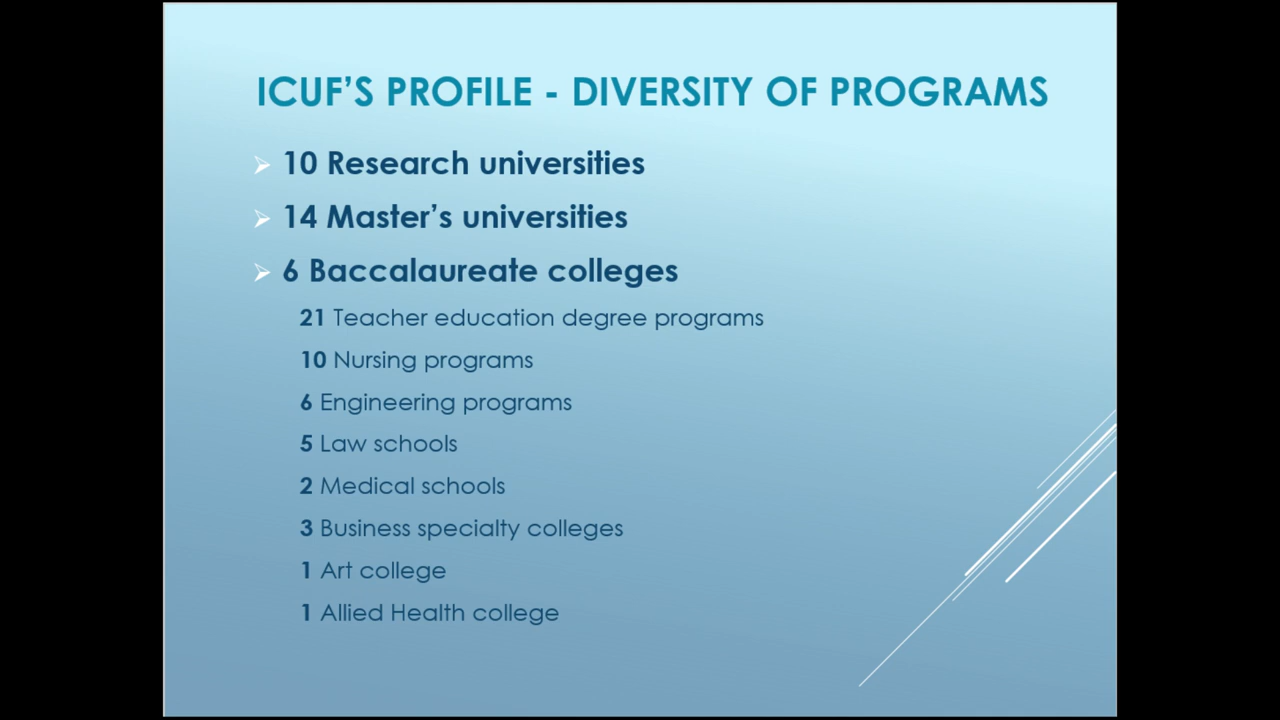 ICUF'S PROFILE - DIVERSITY OF PROGRAMS
10 Research universities
14 Master's universities
6 Baccalaureate colleges
21 Teacher education degree programs
10 Nursing programs
6 Engineering programs
5 Law schools
2 Medical schools
3 Business specialty colleges
1 Art college
1 Allied Health college